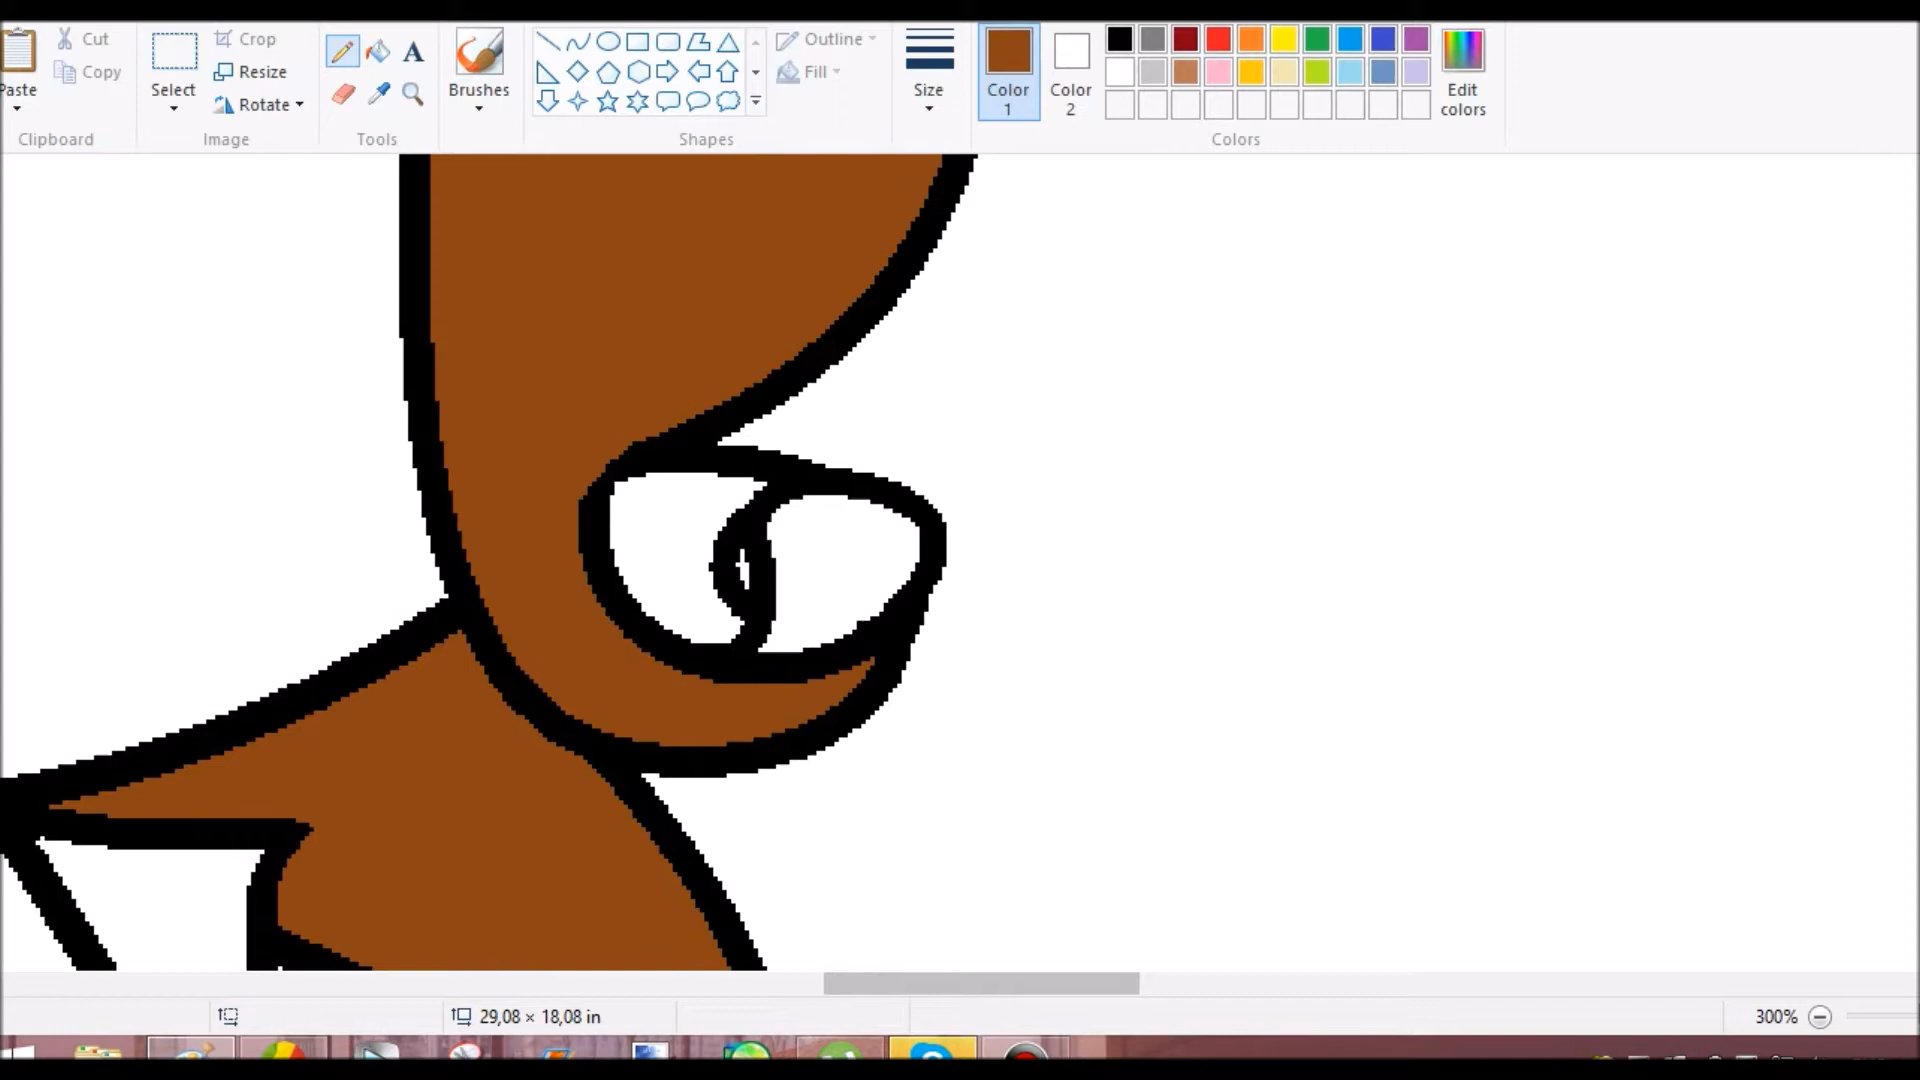 Paste
Cut
Copy
Clipboard
Select
Crop
Resize
Rotate
Image
A
Tools
Brushes
Outline
Fill
Shapes
Size
Color 1
Color 2
Edit colors
Colors
29,08 × 18,08 in
300%